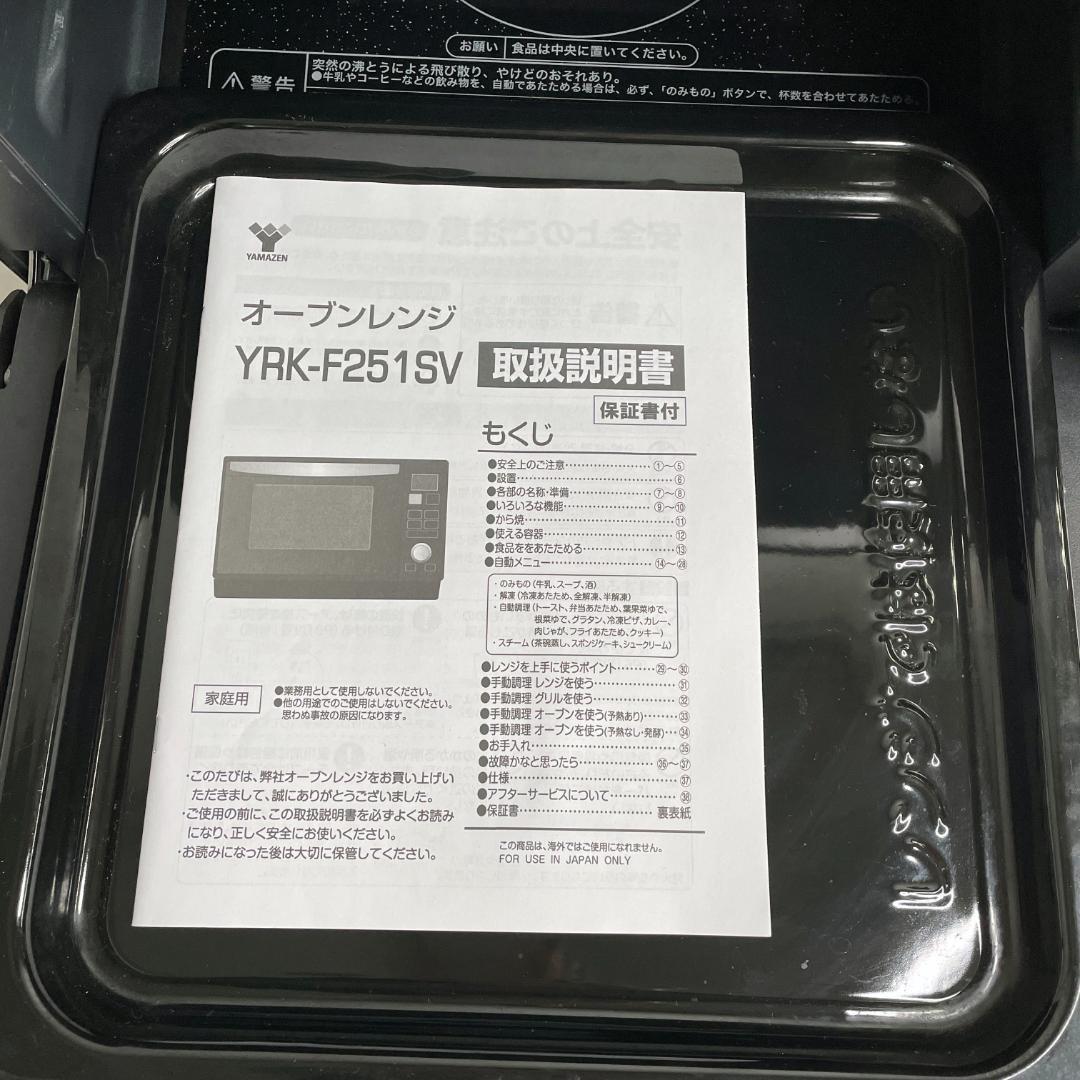 お願い 食品は中央に置いてください。
警告
突然の沸とうによる飛び散り、やけどのおそれあり。
●牛乳やコーヒーなどの飲み物を、自動であたためる場合は、必ず、「のみもの」ボタンで、杯数を合わせてあたためる。
YAMAZEN
オーブンレンジ
YRK-F251SV 取扱説明書
保証書付
もくじ
●安全上のご注意…………………①〜⑤
●設置…………………………………⑥
●各部の名称・準備………………⑦〜⑧
●いろいろな機能…………………⑨〜⑩
●から焼………………………………⑪
●使える容器…………………………⑫
●食品ををあたためる………………⑬
●自動メニュー……………………⑭〜㉘
・のみもの(牛乳、スープ、酒)
・解凍(冷凍あたため、全解凍、半解凍)
・自動調理(トースト、弁当あたため、葉果菜ゆで、
根菜ゆで、グラタン、冷凍ピザ、カレー、
肉じゃが、フライあたため、クッキー)
・スチーム(茶碗蒸し、スポンジケーキ、シュークリーム)
●レンジを上手に使うポイント………㉙〜㉚
●手動調理 レンジを使う………………㉛
●手動調理 グリルを使う………………㉜
●手動調理 オーブンを使う(予熱あり)………㉝
●手動調理 オーブンを使う(予熱なし・発酵)…㉞
●お手入れ………………………………㉟
●故障かなと思ったら………………㊱〜㊲
●仕様……………………………………㊲
●アフターサービスについて……………㊳
●保証書……………………………裏表紙
この商品は、海外ではご使用になれません。
FOR USE IN JAPAN ONLY
家庭用
●業務用として使用しないでください。
●他の用途でのご使用はしないでください。
思わぬ事故の原因になります。
・このたびは、弊社オーブンレンジをお買い上げい
ただきまして、誠にありがとうございました。
・ご使用の前に、この取扱説明書を必ずよくお読み
になり、正しく安全にお使いください。
・お読みになった後は大切に保管してください。
レンジ使用禁止